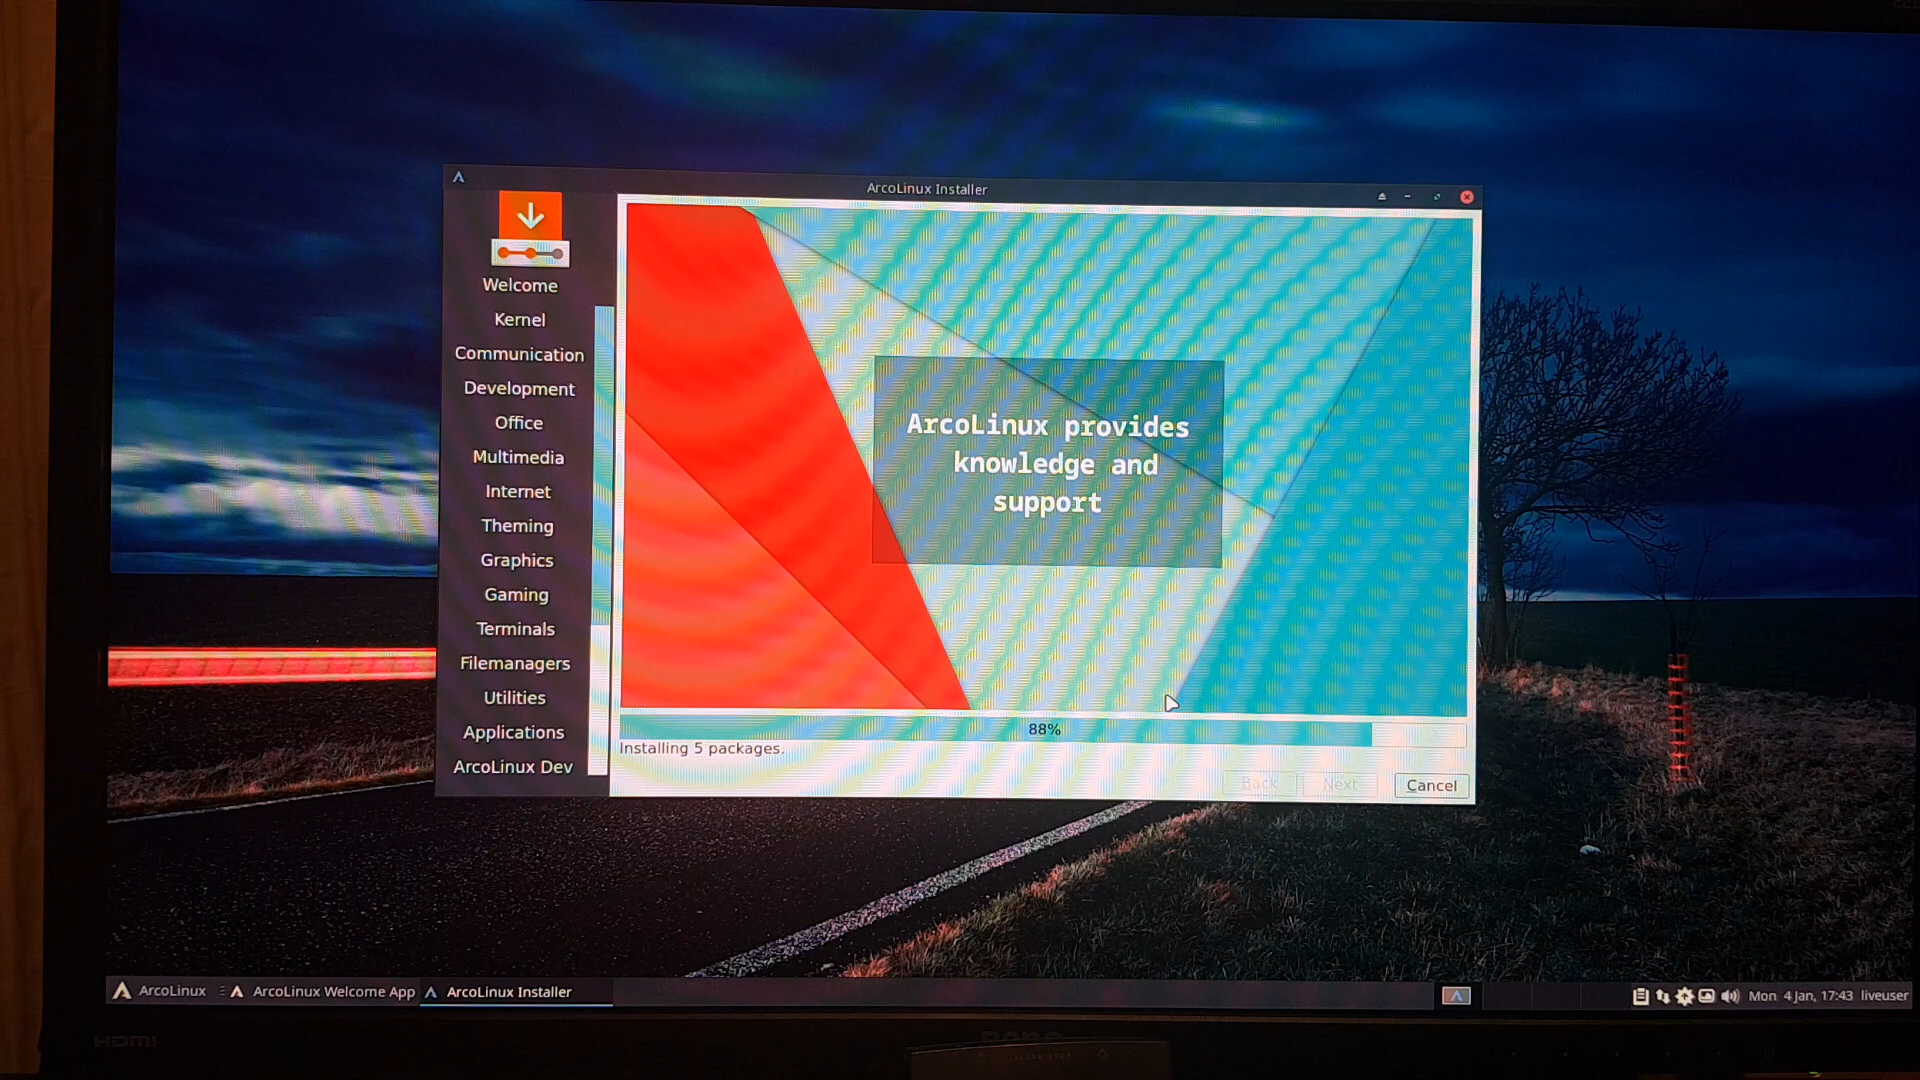 ArcoLinux Installer
Welcome
Kernel
Communication
Development
Office
Multimedia
Internet
Theming
Graphics
Gaming
Terminals
Filemanagers
Utilities
Applications
ArcoLinux Dev
ArcoLinux provides
knowledge and
support
88%
Installing 5 packages.
Back
Next
Cancel
ArcoLinux
ArcoLinux Welcome App
ArcoLinux Installer
Mon 4 Jan, 17:43
liveuser
HDMI